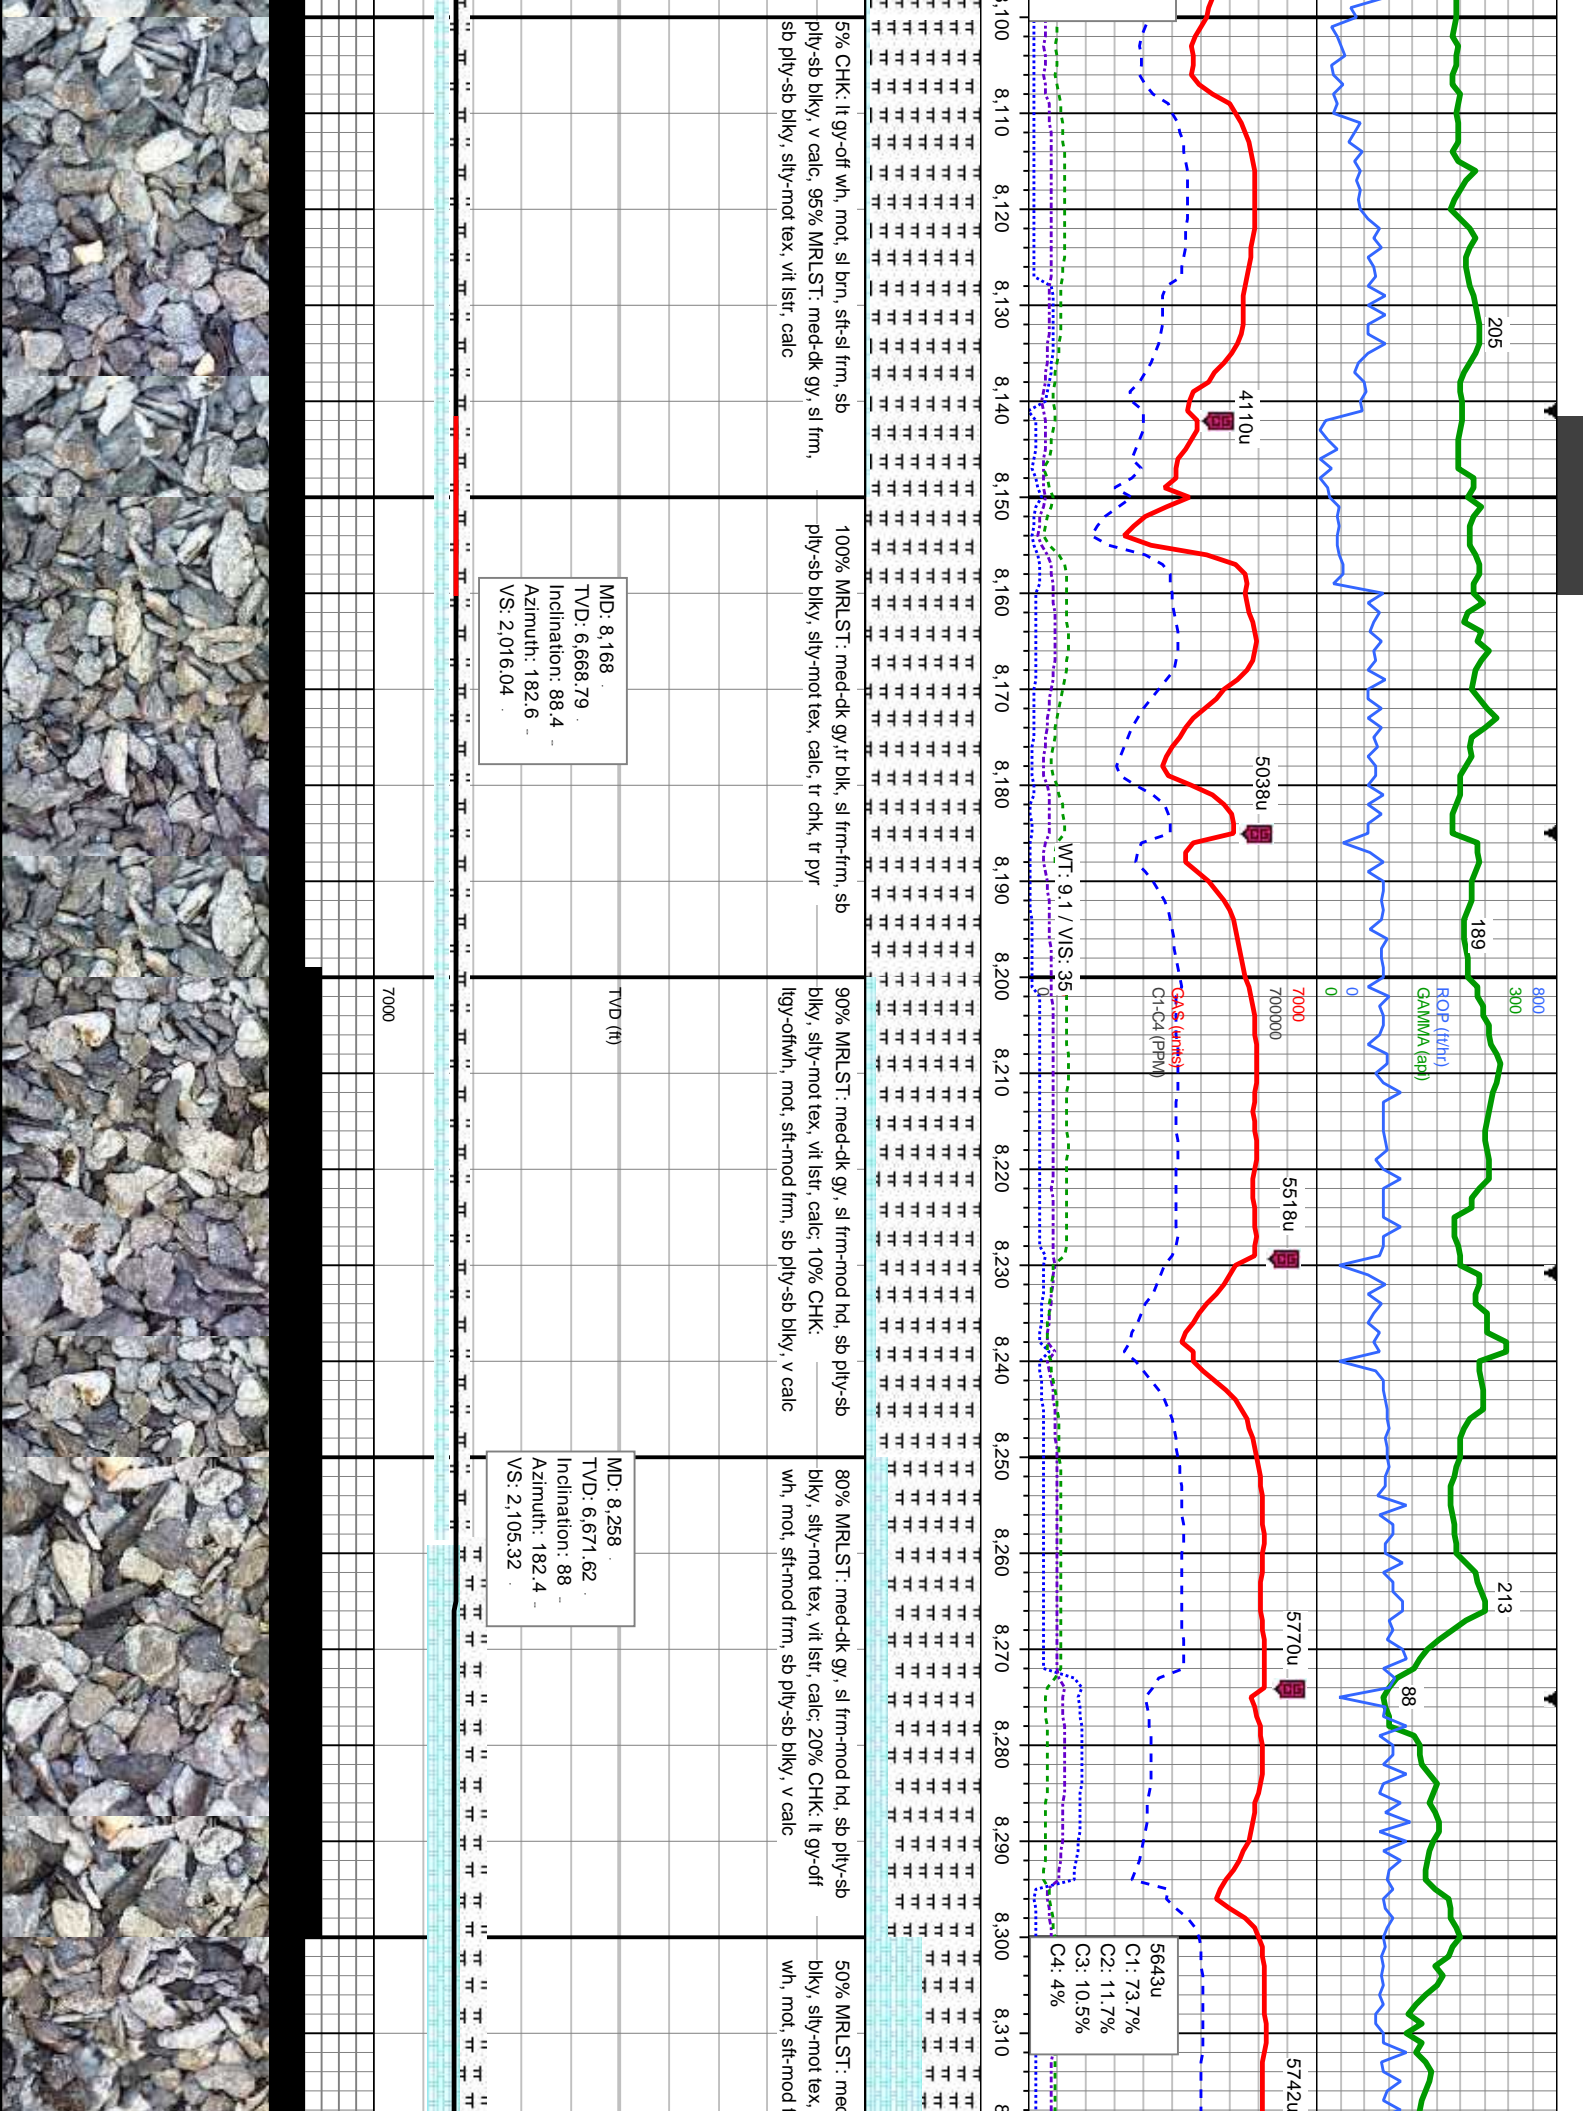 800
300
ROP (ft/hr)
GAMMA (api)
0
0
205
189
213
88
7000
700000
GAS (units)
C1-C4 (PPM)
0
4110u
5038u
5518u
5770u
5742u
WT: 9.1 / VIS: 35
5643u
C1: 73.7%
C2: 11.7%
C3: 10.5%
C4: 4%
8,100
8,110
8,120
8,130
8,140
8,150
8,160
8,170
8,180
8,190
8,200
8,210
8,220
8,230
8,240
8,250
8,260
8,270
8,280
8,290
8,300
8,310
5% CHK: lt gy-off wh, mot, sl brn, sft-sl frm, sb
plty-sb blky, v calc, 95% MRLST: med-dk gy, sl frm,
sb plty-sb blky, slty-mot tex, vit lstr, calc
100% MRLST: med-dk gy,tr blk, sl frm-frm, sb
plty-sb blky, slty-mot tex, calc, tr chk, tr pyr
90% MRLST: med-dk gy, sl frm-mod hd, sb plty-sb
blky, slty-mot tex, vit lstr, calc; 10% CHK:
ltgy-offwh, mot, sft-mod frm, sb plty-sb blky, v calc
80% MRLST: med-dk gy, sl frm-mod hd, sb plty-sb
blky, slty-mot tex, vit lstr, calc; 20% CHK: lt gy-off
wh, mot, sft-mod frm, sb plty-sb blky, v calc
50% MRLST: med
blky, slty-mot tex,
wh, mot, sft-mod f
MD: 8,168
TVD: 6,668.79
Inclination: 88.4
Azimuth: 182.6
VS: 2,016.04
MD: 8,258
TVD: 6,671.62
Inclination: 88
Azimuth: 182.4
VS: 2,105.32
TVD (ft)
7000